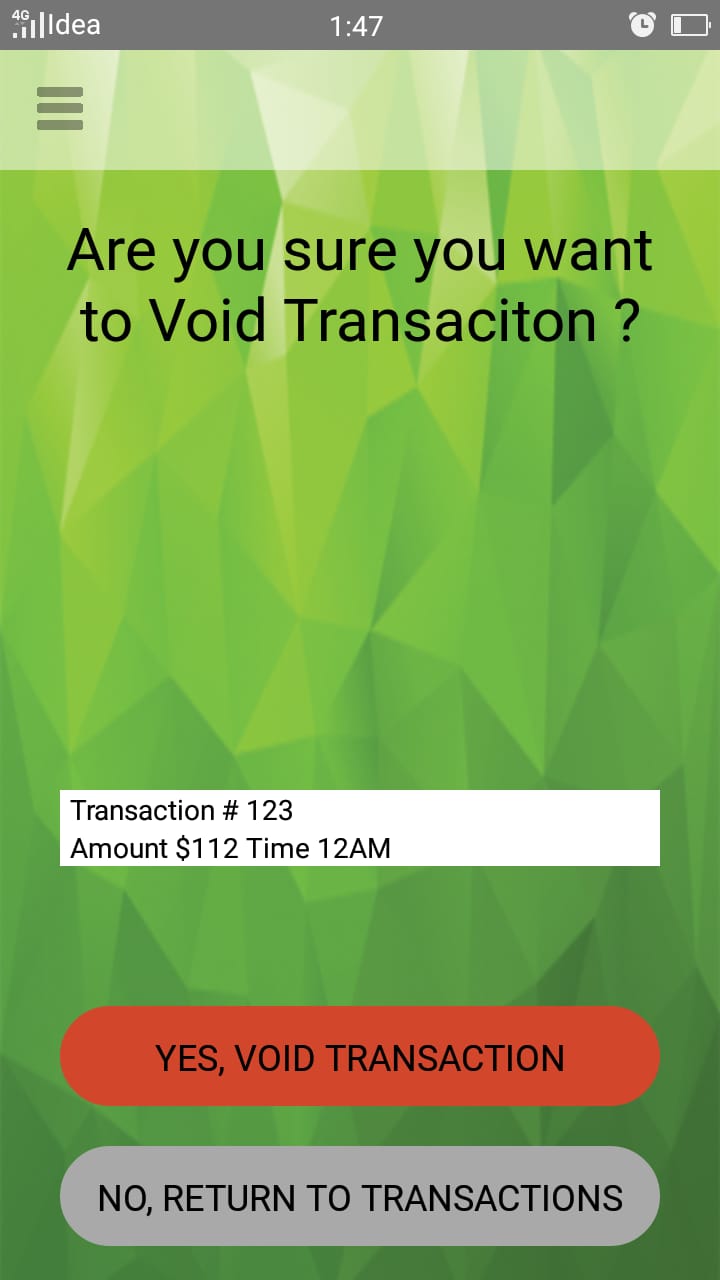 4G Idea 1:47
Are you sure you want
to Void Transaciton ?
Transaction # 123
Amount $112 Time 12AM
YES, VOID TRANSACTION
NO, RETURN TO TRANSACTIONS